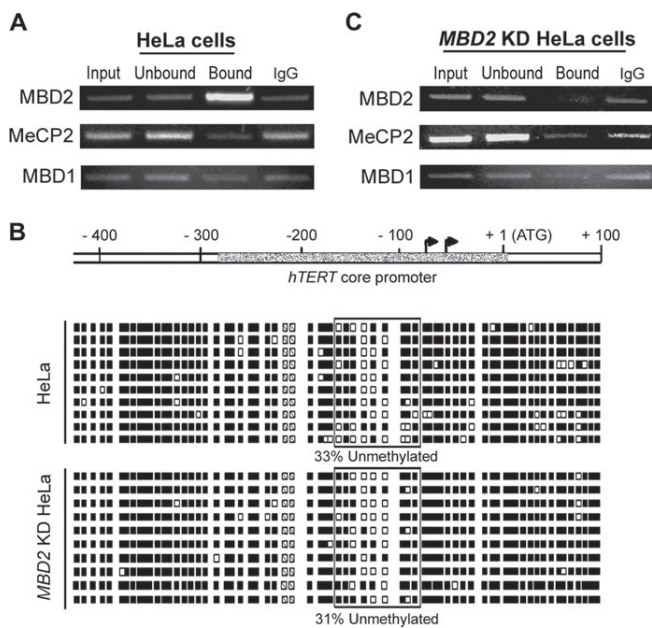 A
HeLa cells
Input Unbound Bound IgG
MBD2
MeCP2
MBD1
C
MBD2 KD HeLa cells
Input Unbound Bound IgG
MBD2
MeCP2
MBD1
B
- 400 - 300 -200 - 100 + 1 (ATG) + 100
hTERT core promoter
HeLa
33% Unmethylated
MBD2 KD HeLa
31% Unmethylated